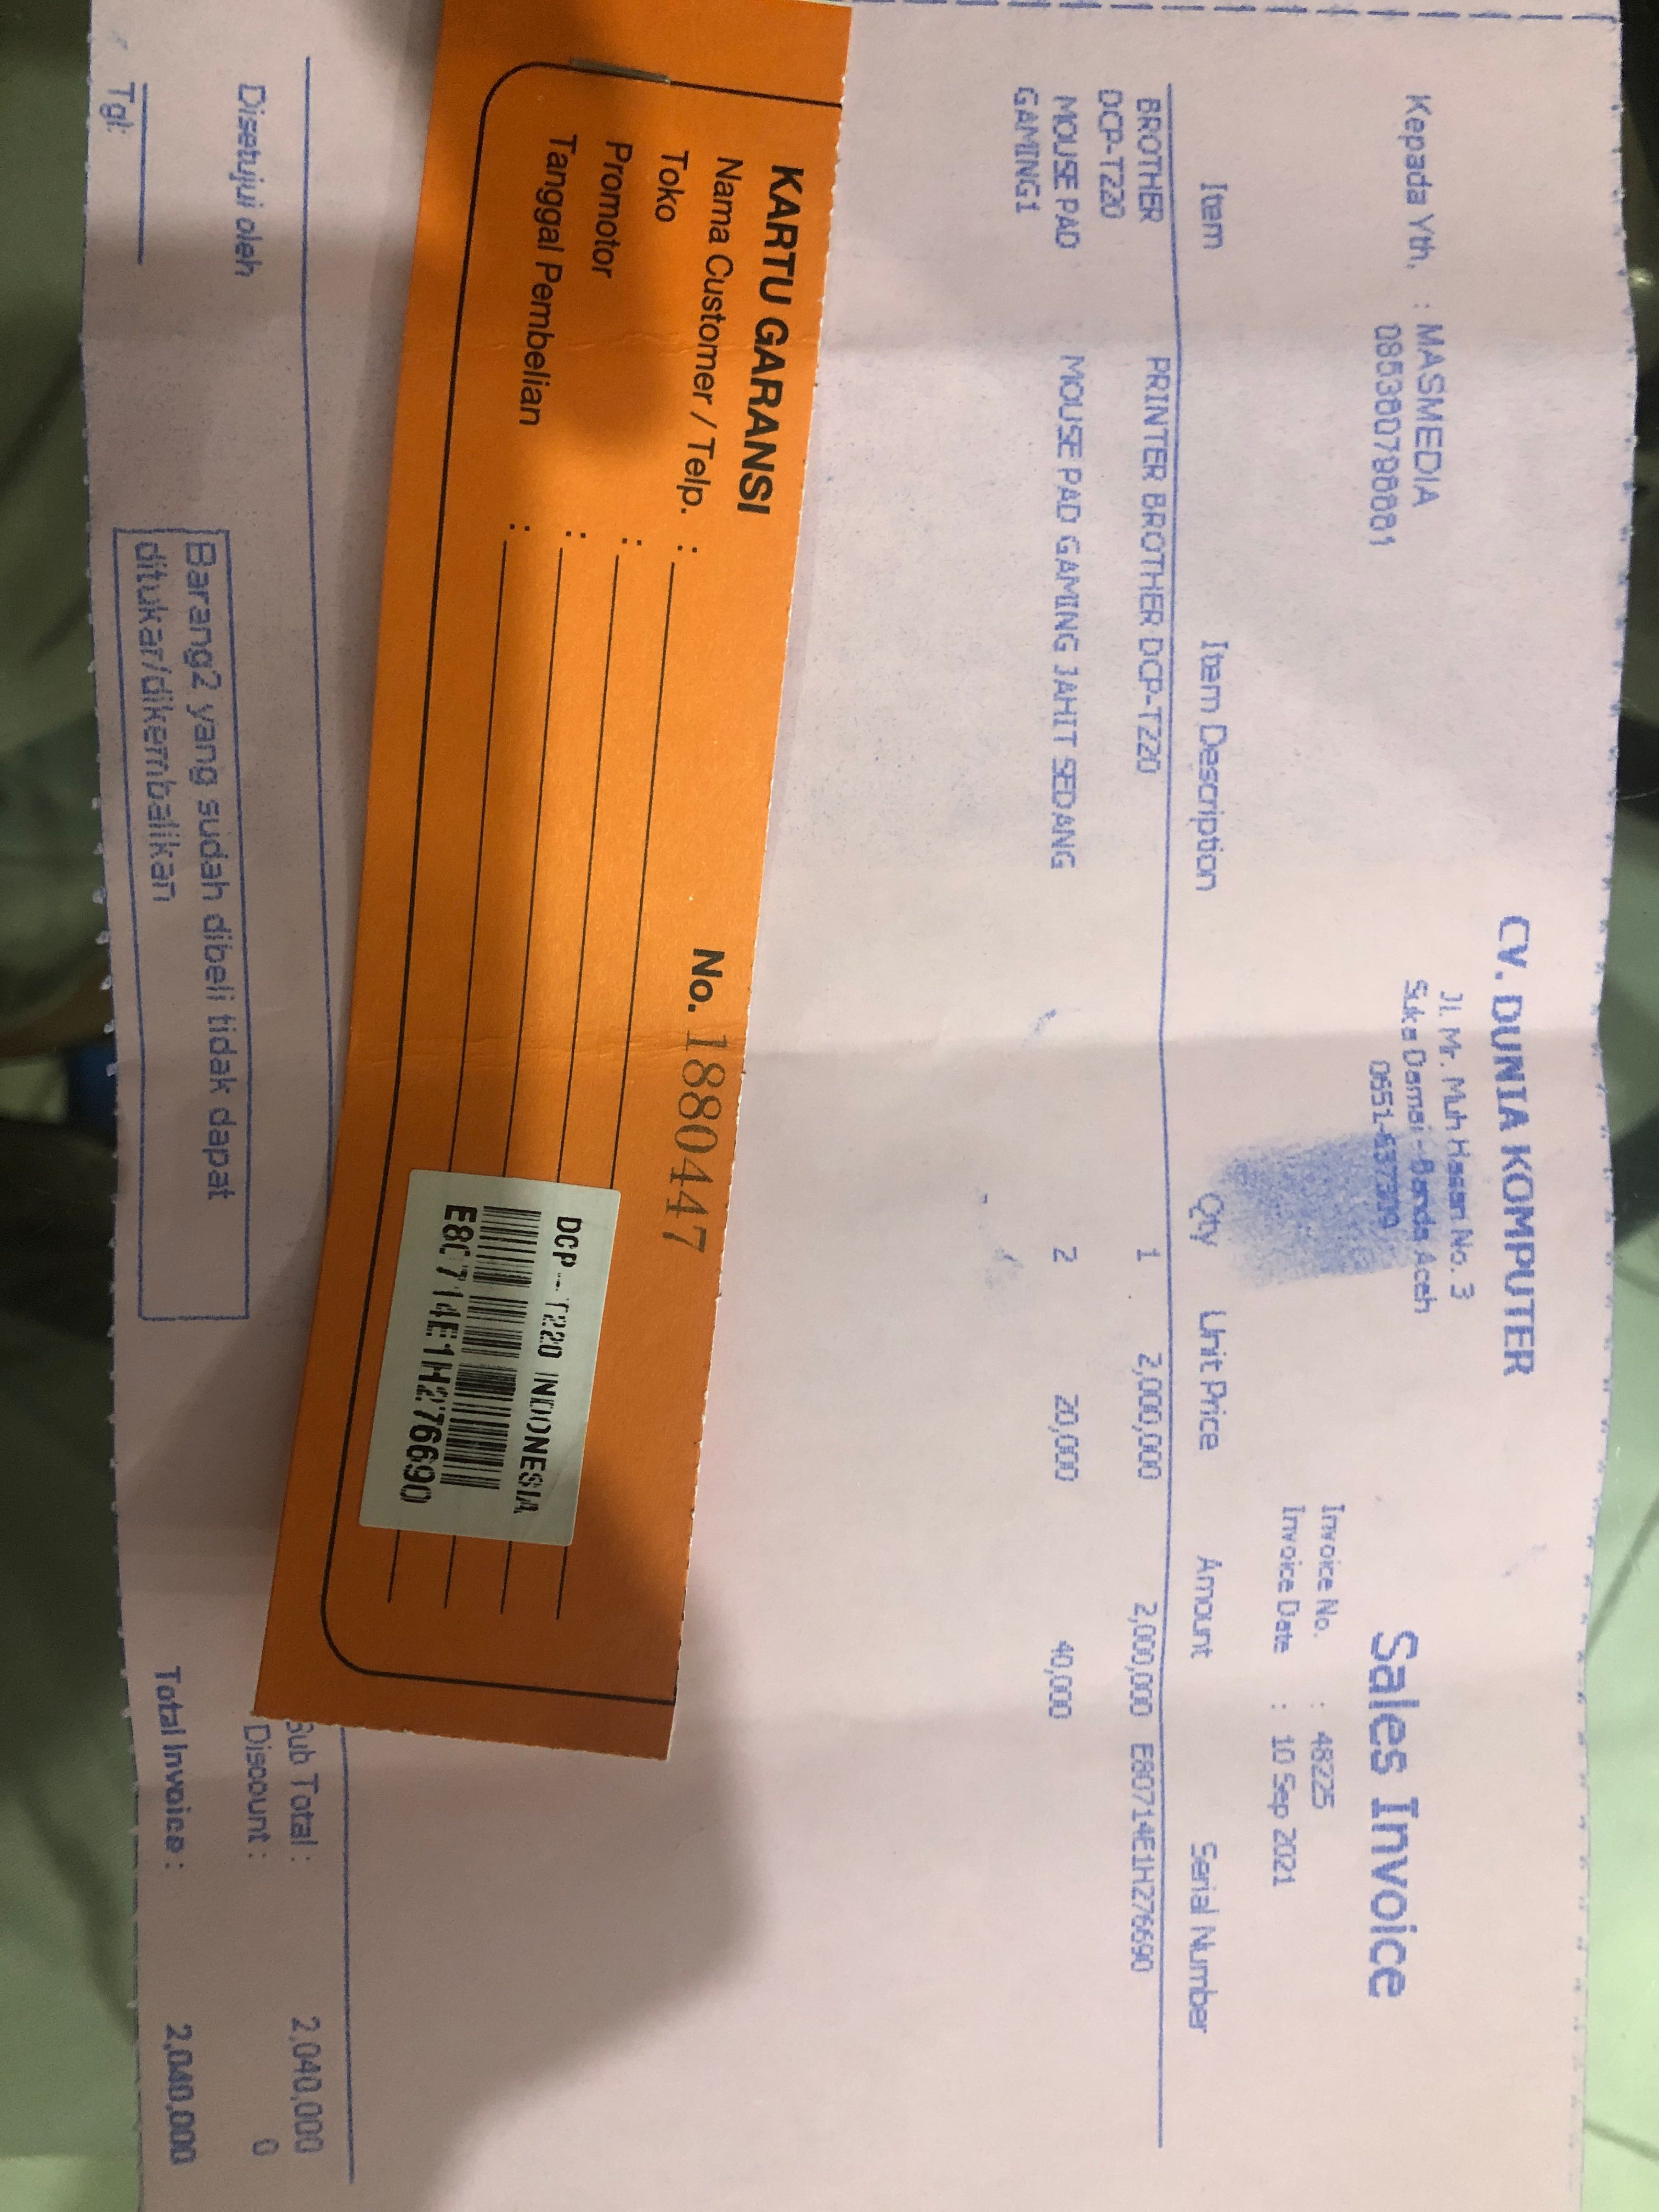 CV. DUNIA KOMPUTER
Jl. Mr. Muh Hasan No. 3
Suka Damai - Banda Aceh
Sales Invoice
Kepada Yth. : MASMEDIA
Invoice No. : 48225
Invoice Date : 10 Sep 2021
Item Item Description Qty Unit Price Amount Serial Number
BROTHER PRINTER BROTHER DCP-T220 1 2,000,000 2,000,000 E80714E1H276690
DCP-T220
MOUSE PAD MOUSE PAD GAMING JAHIT SEDANG 2 20,000 40,000
GAMING1
KARTU GARANSI No. 188047
Nama Customer / Telp. :
Toko :
Promotor :
Tanggal Pembelian :
DCP-T220 INDONESIA
Sub Total : 2,040,000
Disetujui oleh
Discount : 0
Barang2 yang sudah dibeli tidak dapat
ditukar/dikembalikan
Total Invoice : 2,040,000
Tgl: